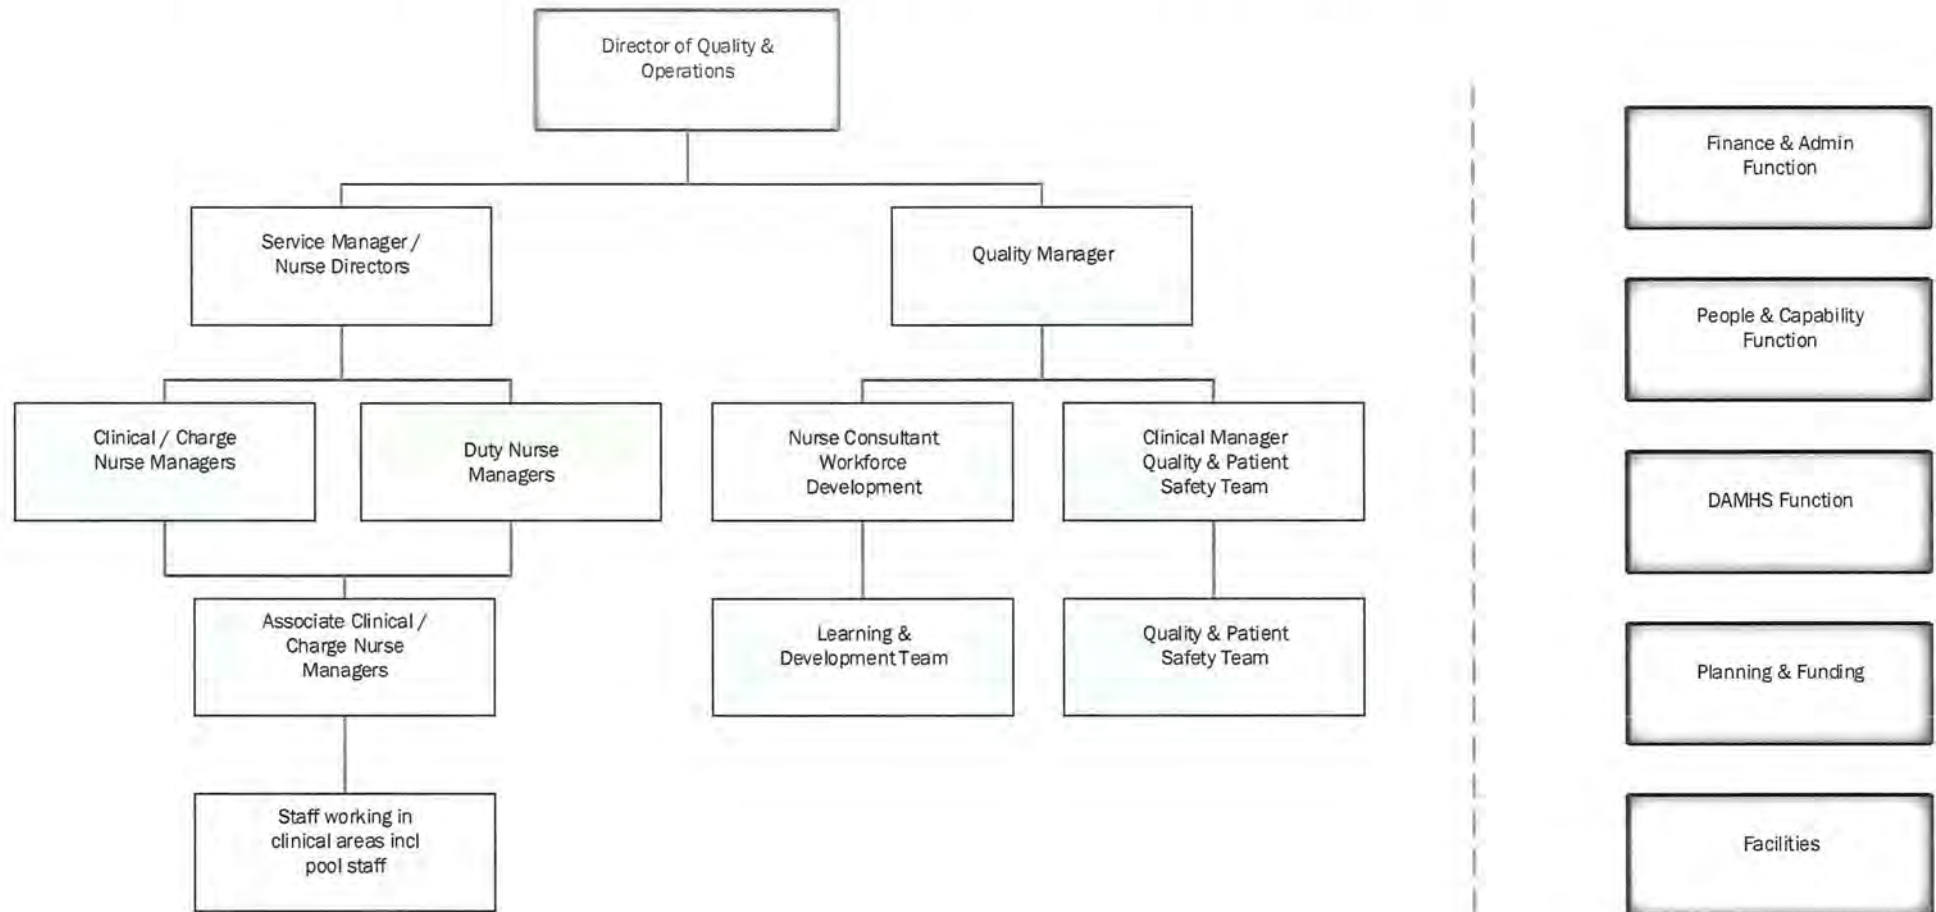 Director of Quality &
Operations
Service Manager /
Nurse Directors
Quality Manager
Clinical / Charge
Nurse Managers
Duty Nurse
Managers
Nurse Consultant
Workforce
Development
Clinical Manager
Quality & Patient
Safety Team
Associate Clinical /
Charge Nurse
Managers
Learning &
Development Team
Quality & Patient
Safety Team
Staff working in
clinical areas incl
pool staff
Finance & Admin
Function
People & Capability
Function
DAMHS Function
Planning & Funding
Facilities